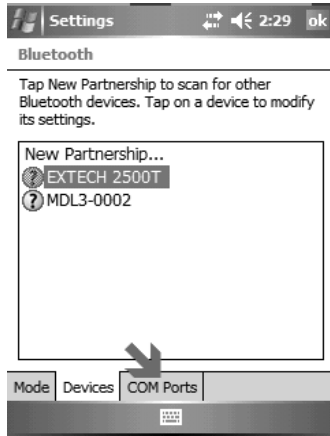 Settings 2:29 ok
Bluetooth
Tap New Partnership to scan for other
Bluetooth devices. Tap on a device to modify
its settings.
New Partnership...
EXTECH 2500T
MDL3-0002
Mode Devices COM Ports